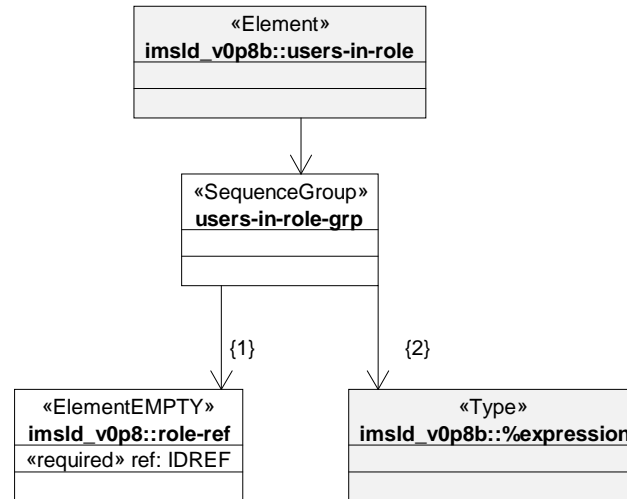 «Element»
imsld_v0p8b::users-in-role
«SequenceGroup»
users-in-role-grp
{1}
{2}
«ElementEMPTY»
imsld_v0p8::role-ref
«required» ref: IDREF
«Type»
imsld_v0p8b::%expression